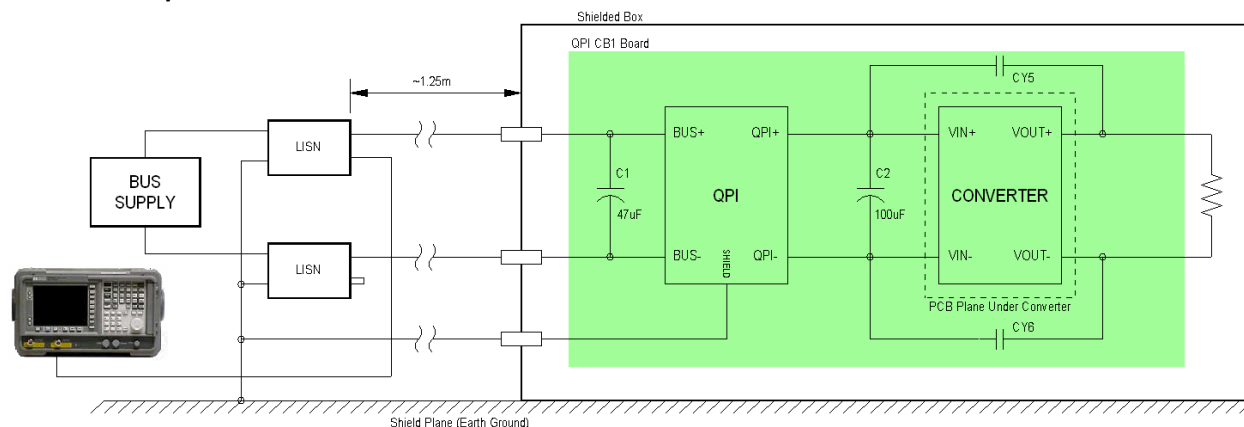 Shielded Box
QPI CB1 Board
~1.25m
CY5
LISN
BUS+
QPI+
VIN+
VOUT+
C1
C2
BUS
SUPPLY
QPI
CONVERTER
47uF
100uF
LISN
BUS-
SHIELD
QPI-
VIN-
VOUT-
PCB Plane Under Converter
CY6
Shield Plane (Earth Ground)